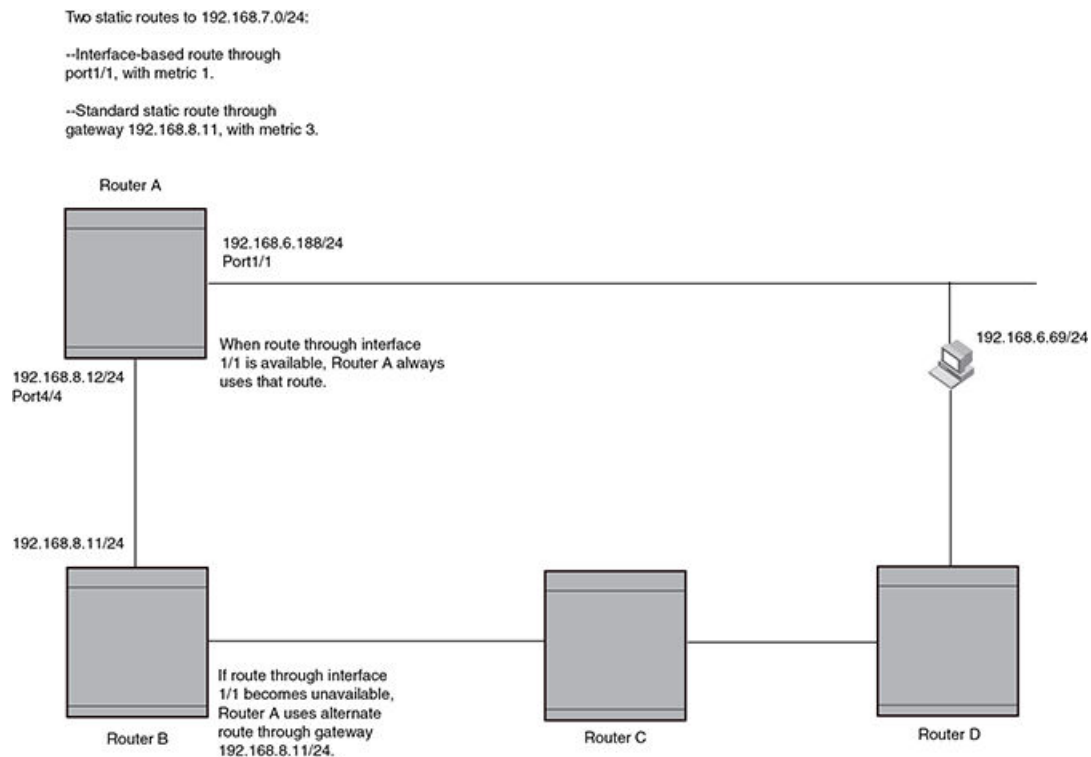 Two static routes to 192.168.7.0/24:
--Interface-based route through
port1/1, with metric 1.
--Standard static route through
gateway 192.168.8.11, with metric 3.
Router A
192.168.6.188/24
Port1/1
When route through interface
1/1 is available, Router A always
uses that route.
192.168.6.69/24
192.168.8.12/24
Port4/4
192.168.8.11/24
If route through interface
1/1 becomes unavailable,
Router A uses alternate
route through gateway
192.168.8.11/24.
Router B
Router C
Router D